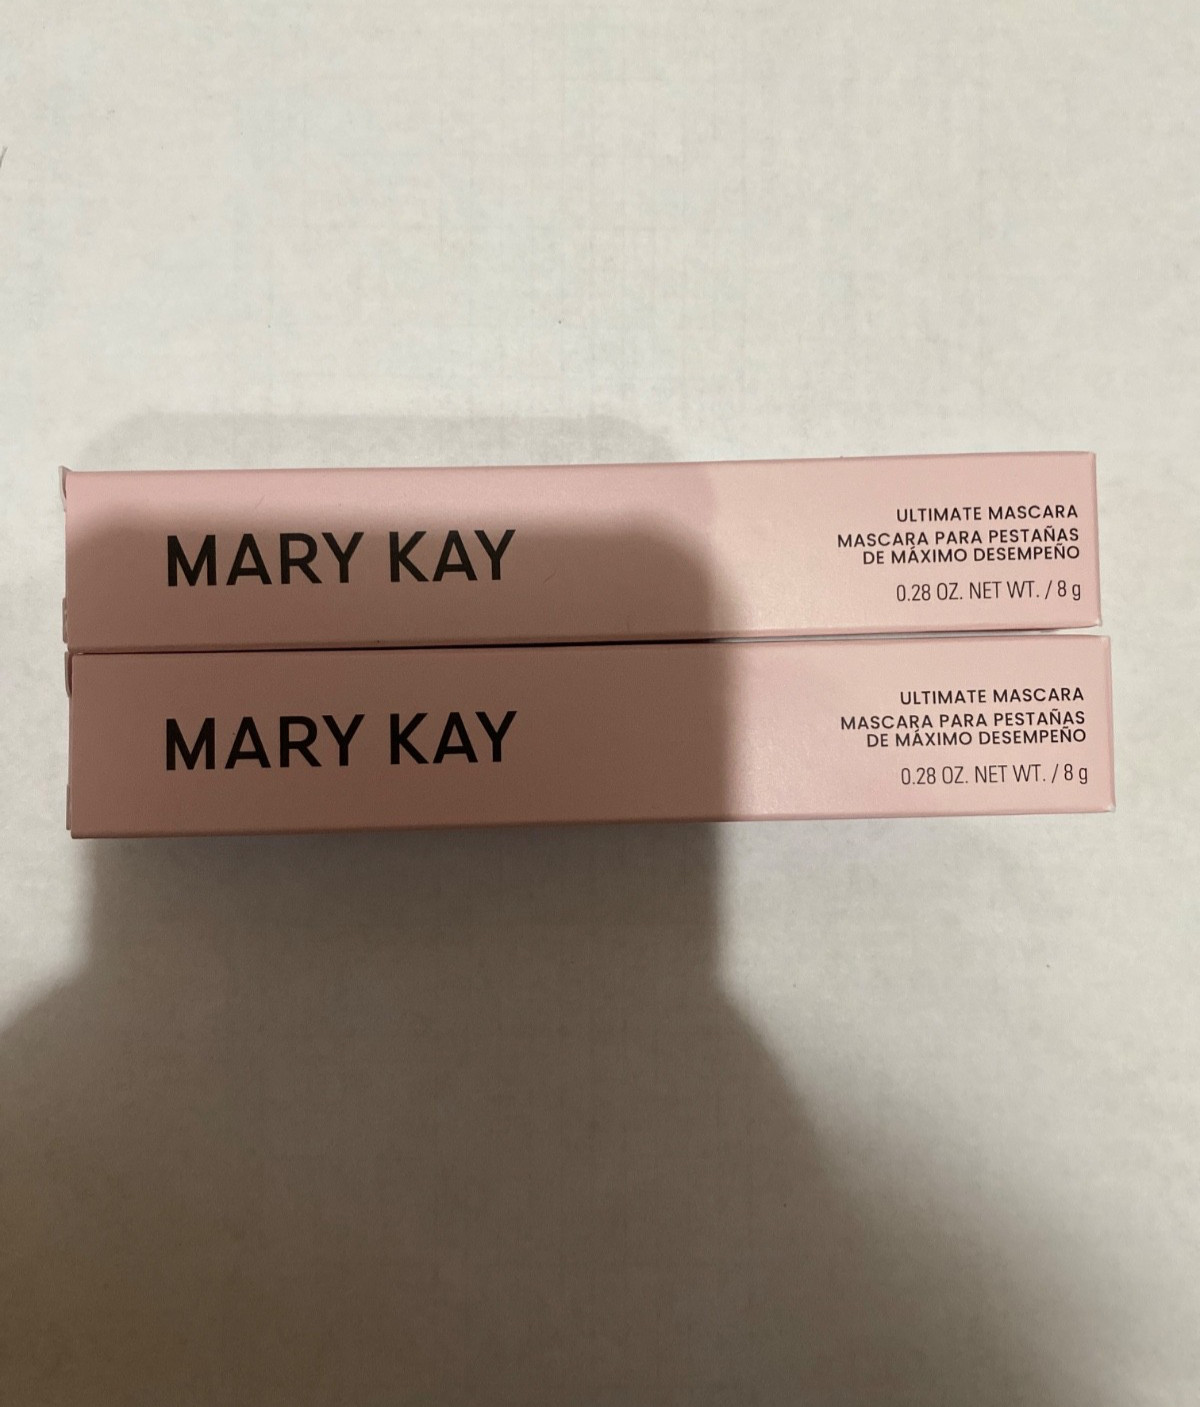 MARY KAY
ULTIMATE MASCARA
MASCARA PARA PESTAÑAS
DE MÁXIMO DESEMPEÑO
0.28 OZ. NET WT. / 8 g
MARY KAY
ULTIMATE MASCARA
MASCARA PARA PESTAÑAS
DE MÁXIMO DESEMPEÑO
0.28 OZ. NET WT. / 8 g